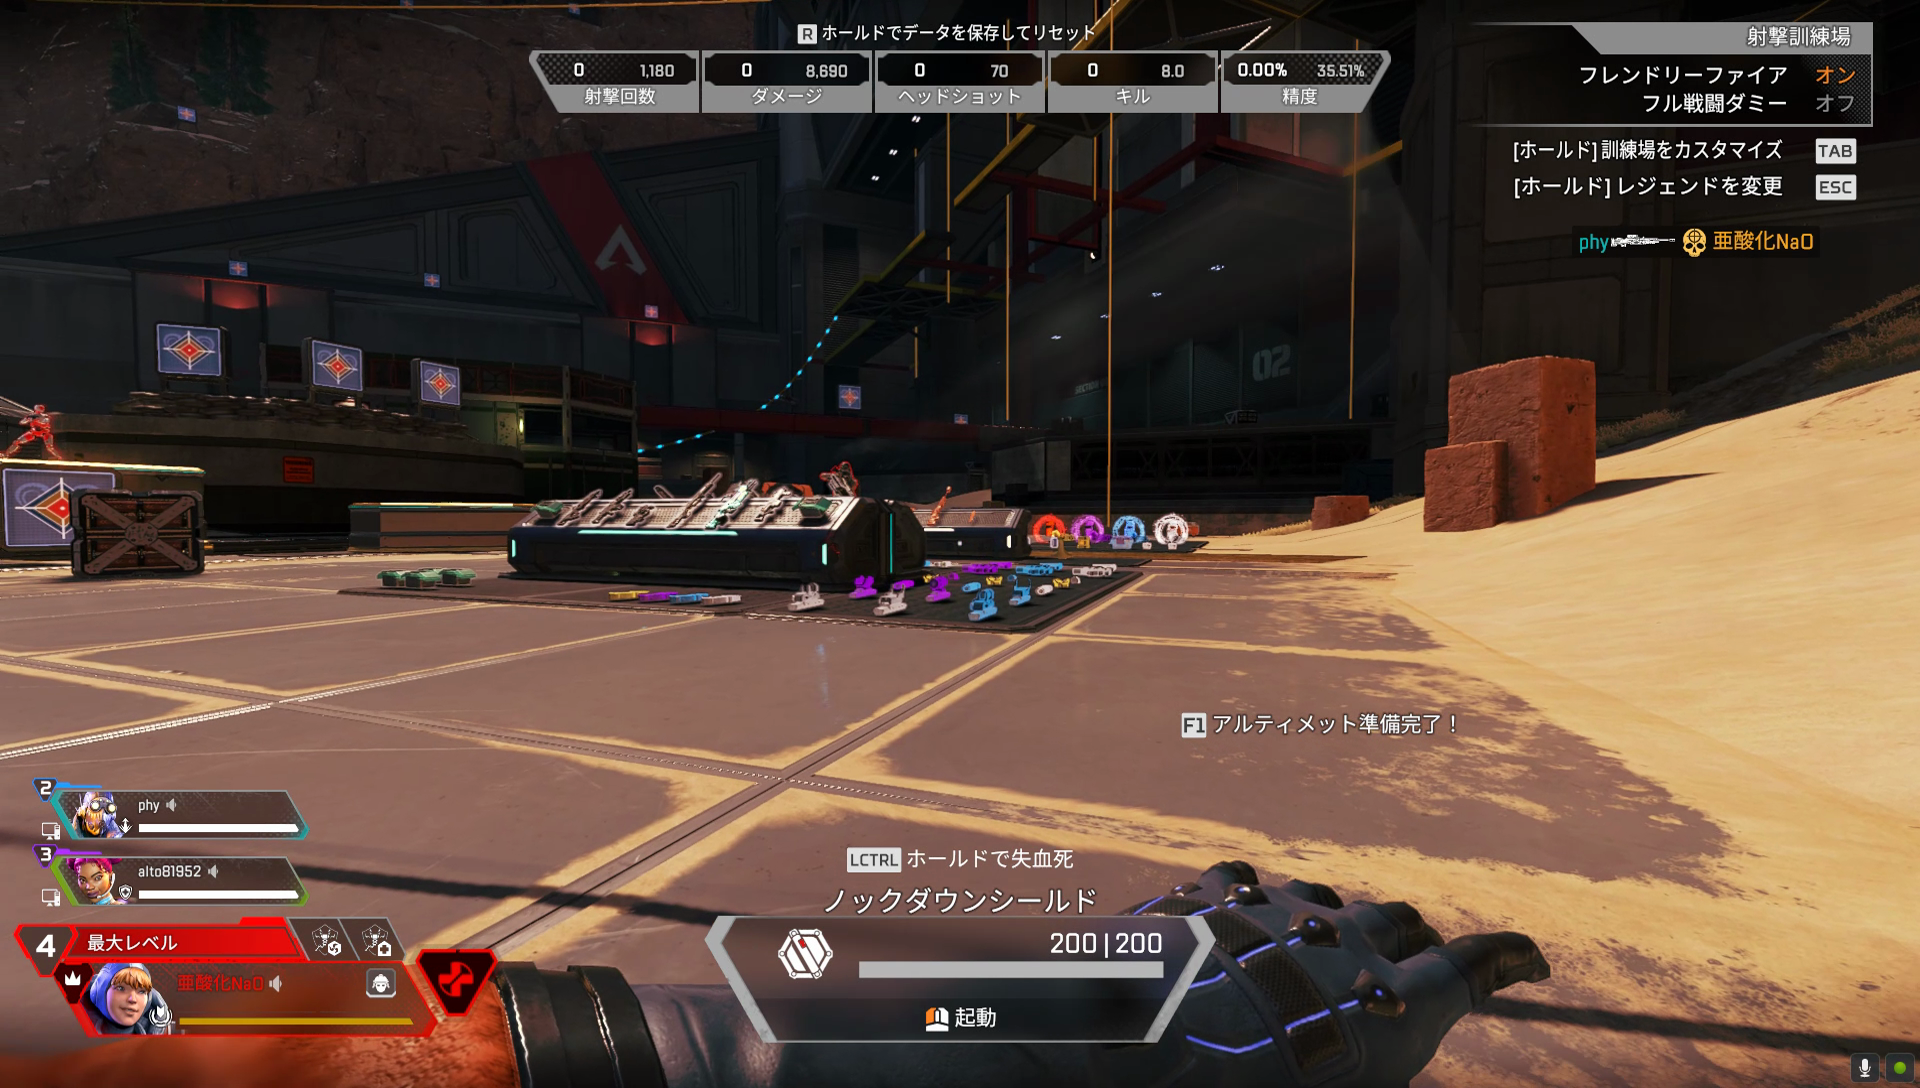 R ホールドでデータを保存してリセット
0 1,180
射撃回数
0 8,690
ダメージ
0 70
ヘッドショット
0 8.0
キル
0.00% 35.51%
精度
射撃訓練場
フレンドリーファイア オン
フル戦闘ダミー オフ
[ホールド]訓練場をカスタマイズ TAB
[ホールド]レジェンドを変更 ESC
phy 亜酸化NaO
02
F1 アルティメット準備完了！
2
phy
3
alto81952
4 最大レベル
亜酸化NaO
LCTRL ホールドで失血死
ノックダウンシールド
200|200
起動